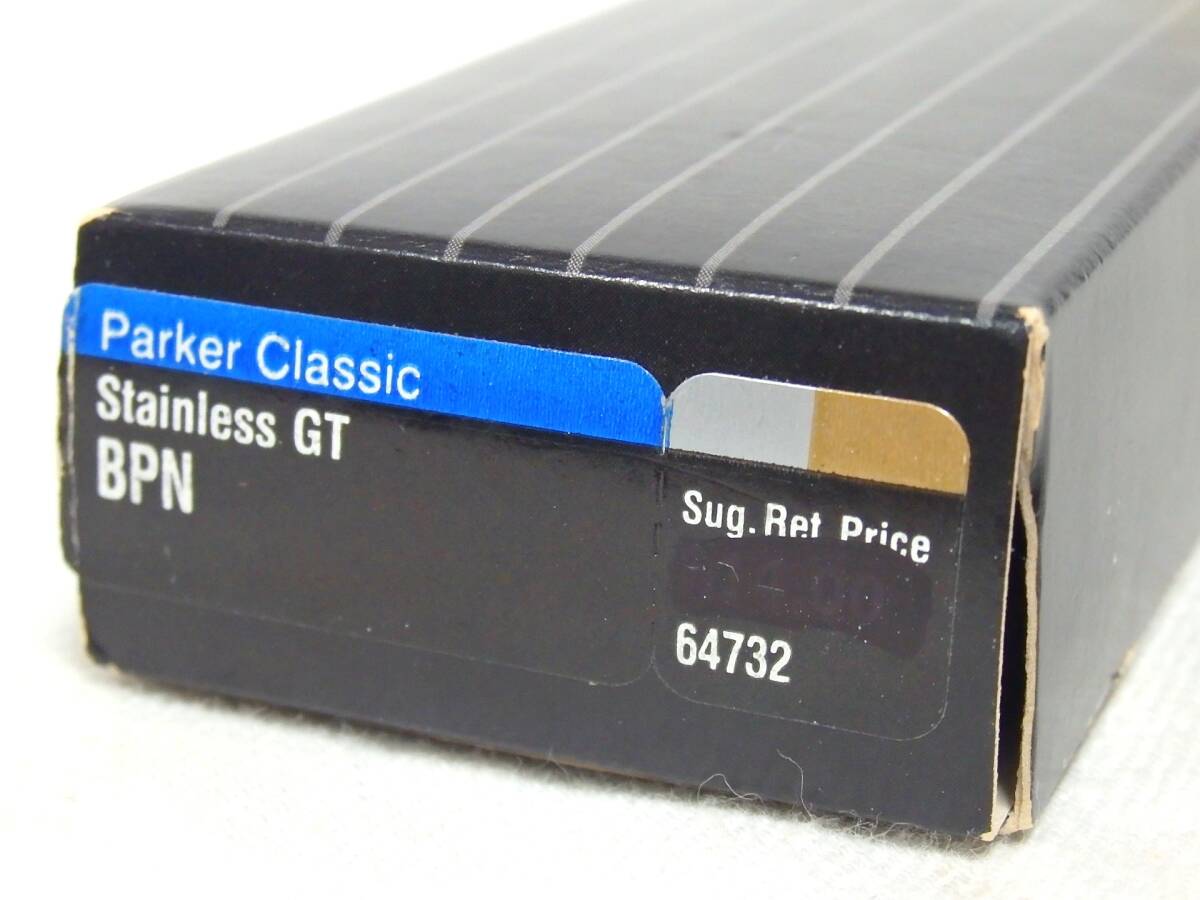 Parker Classic
Stainless GT
BPN
Sug. Ret. Price
64732